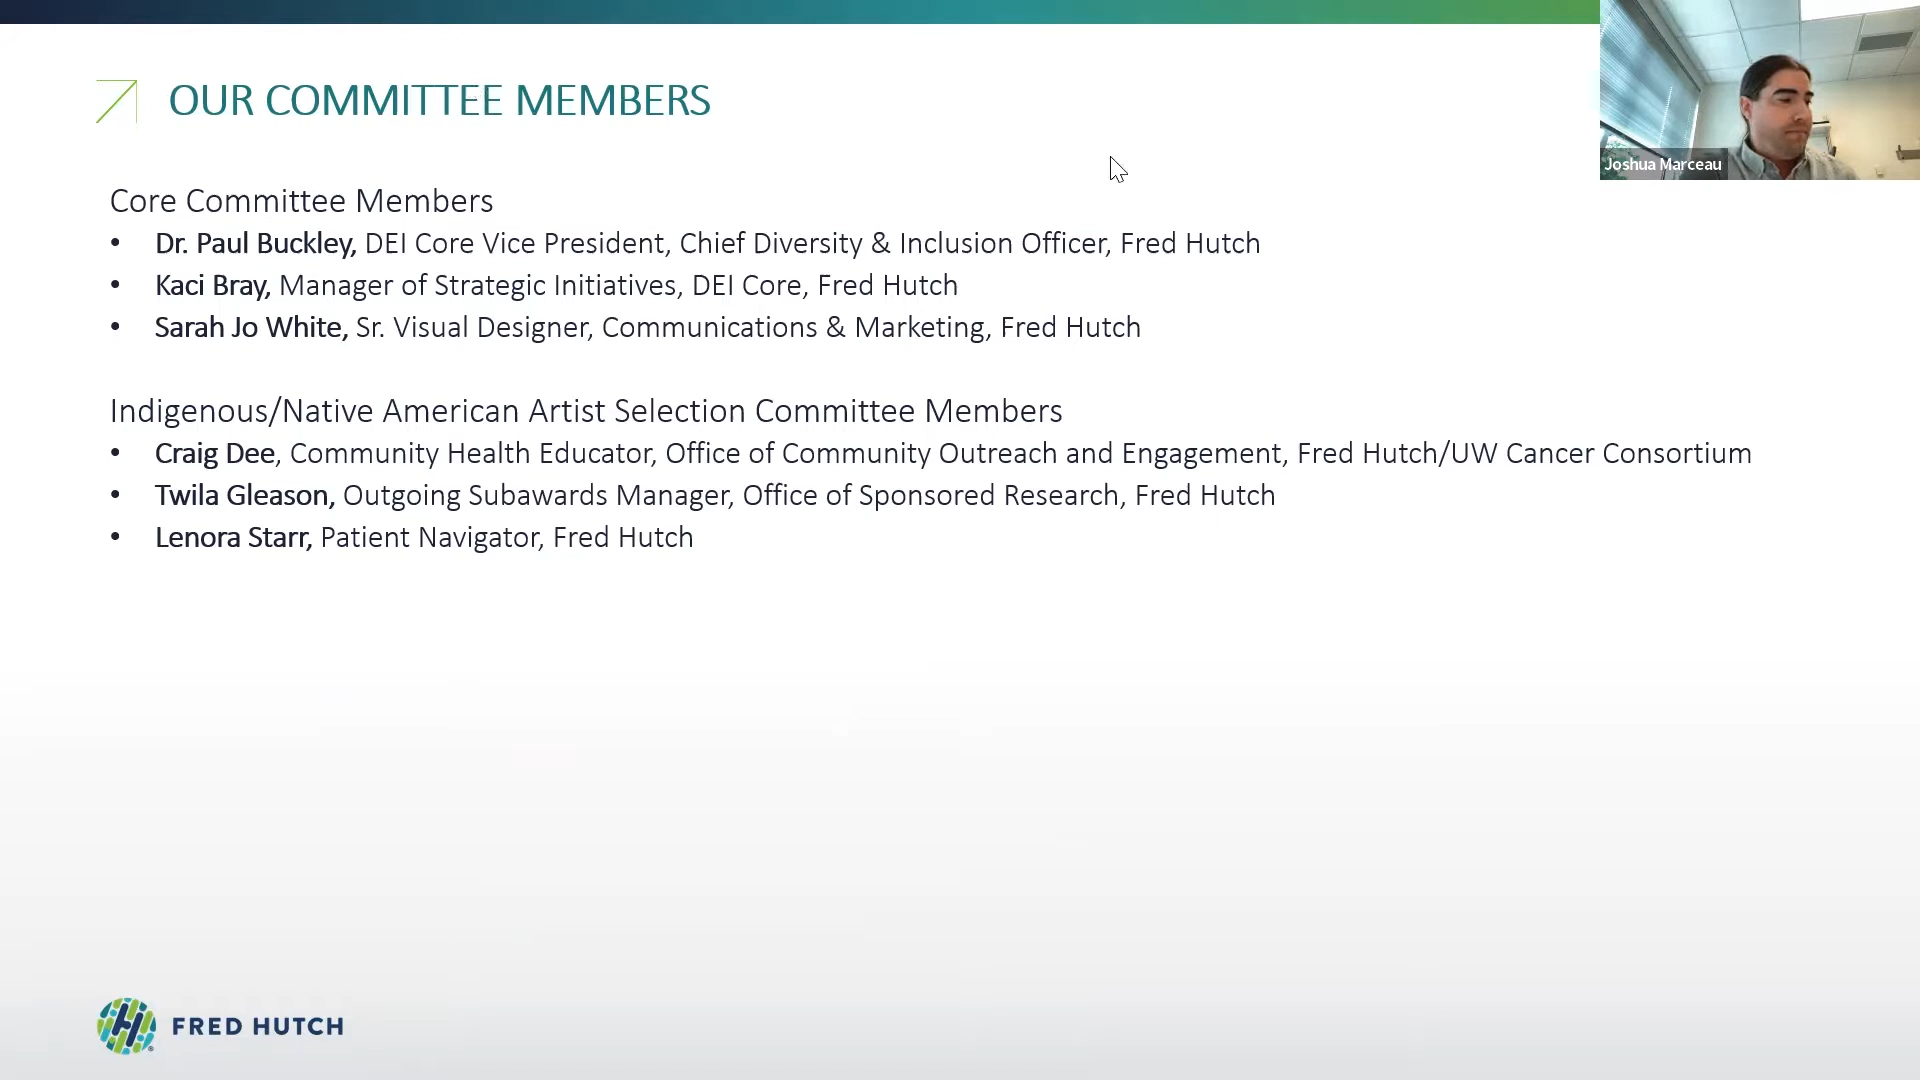 OUR COMMITTEE MEMBERS
Joshua Marceau
Core Committee Members
• Dr. Paul Buckley, DEI Core Vice President, Chief Diversity & Inclusion Officer, Fred Hutch
• Kaci Bray, Manager of Strategic Initiatives, DEI Core, Fred Hutch
• Sarah Jo White, Sr. Visual Designer, Communications & Marketing, Fred Hutch
Indigenous/Native American Artist Selection Committee Members
• Craig Dee, Community Health Educator, Office of Community Outreach and Engagement, Fred Hutch/UW Cancer Consortium
• Twila Gleason, Outgoing Subawards Manager, Office of Sponsored Research, Fred Hutch
• Lenora Starr, Patient Navigator, Fred Hutch
FRED HUTCH